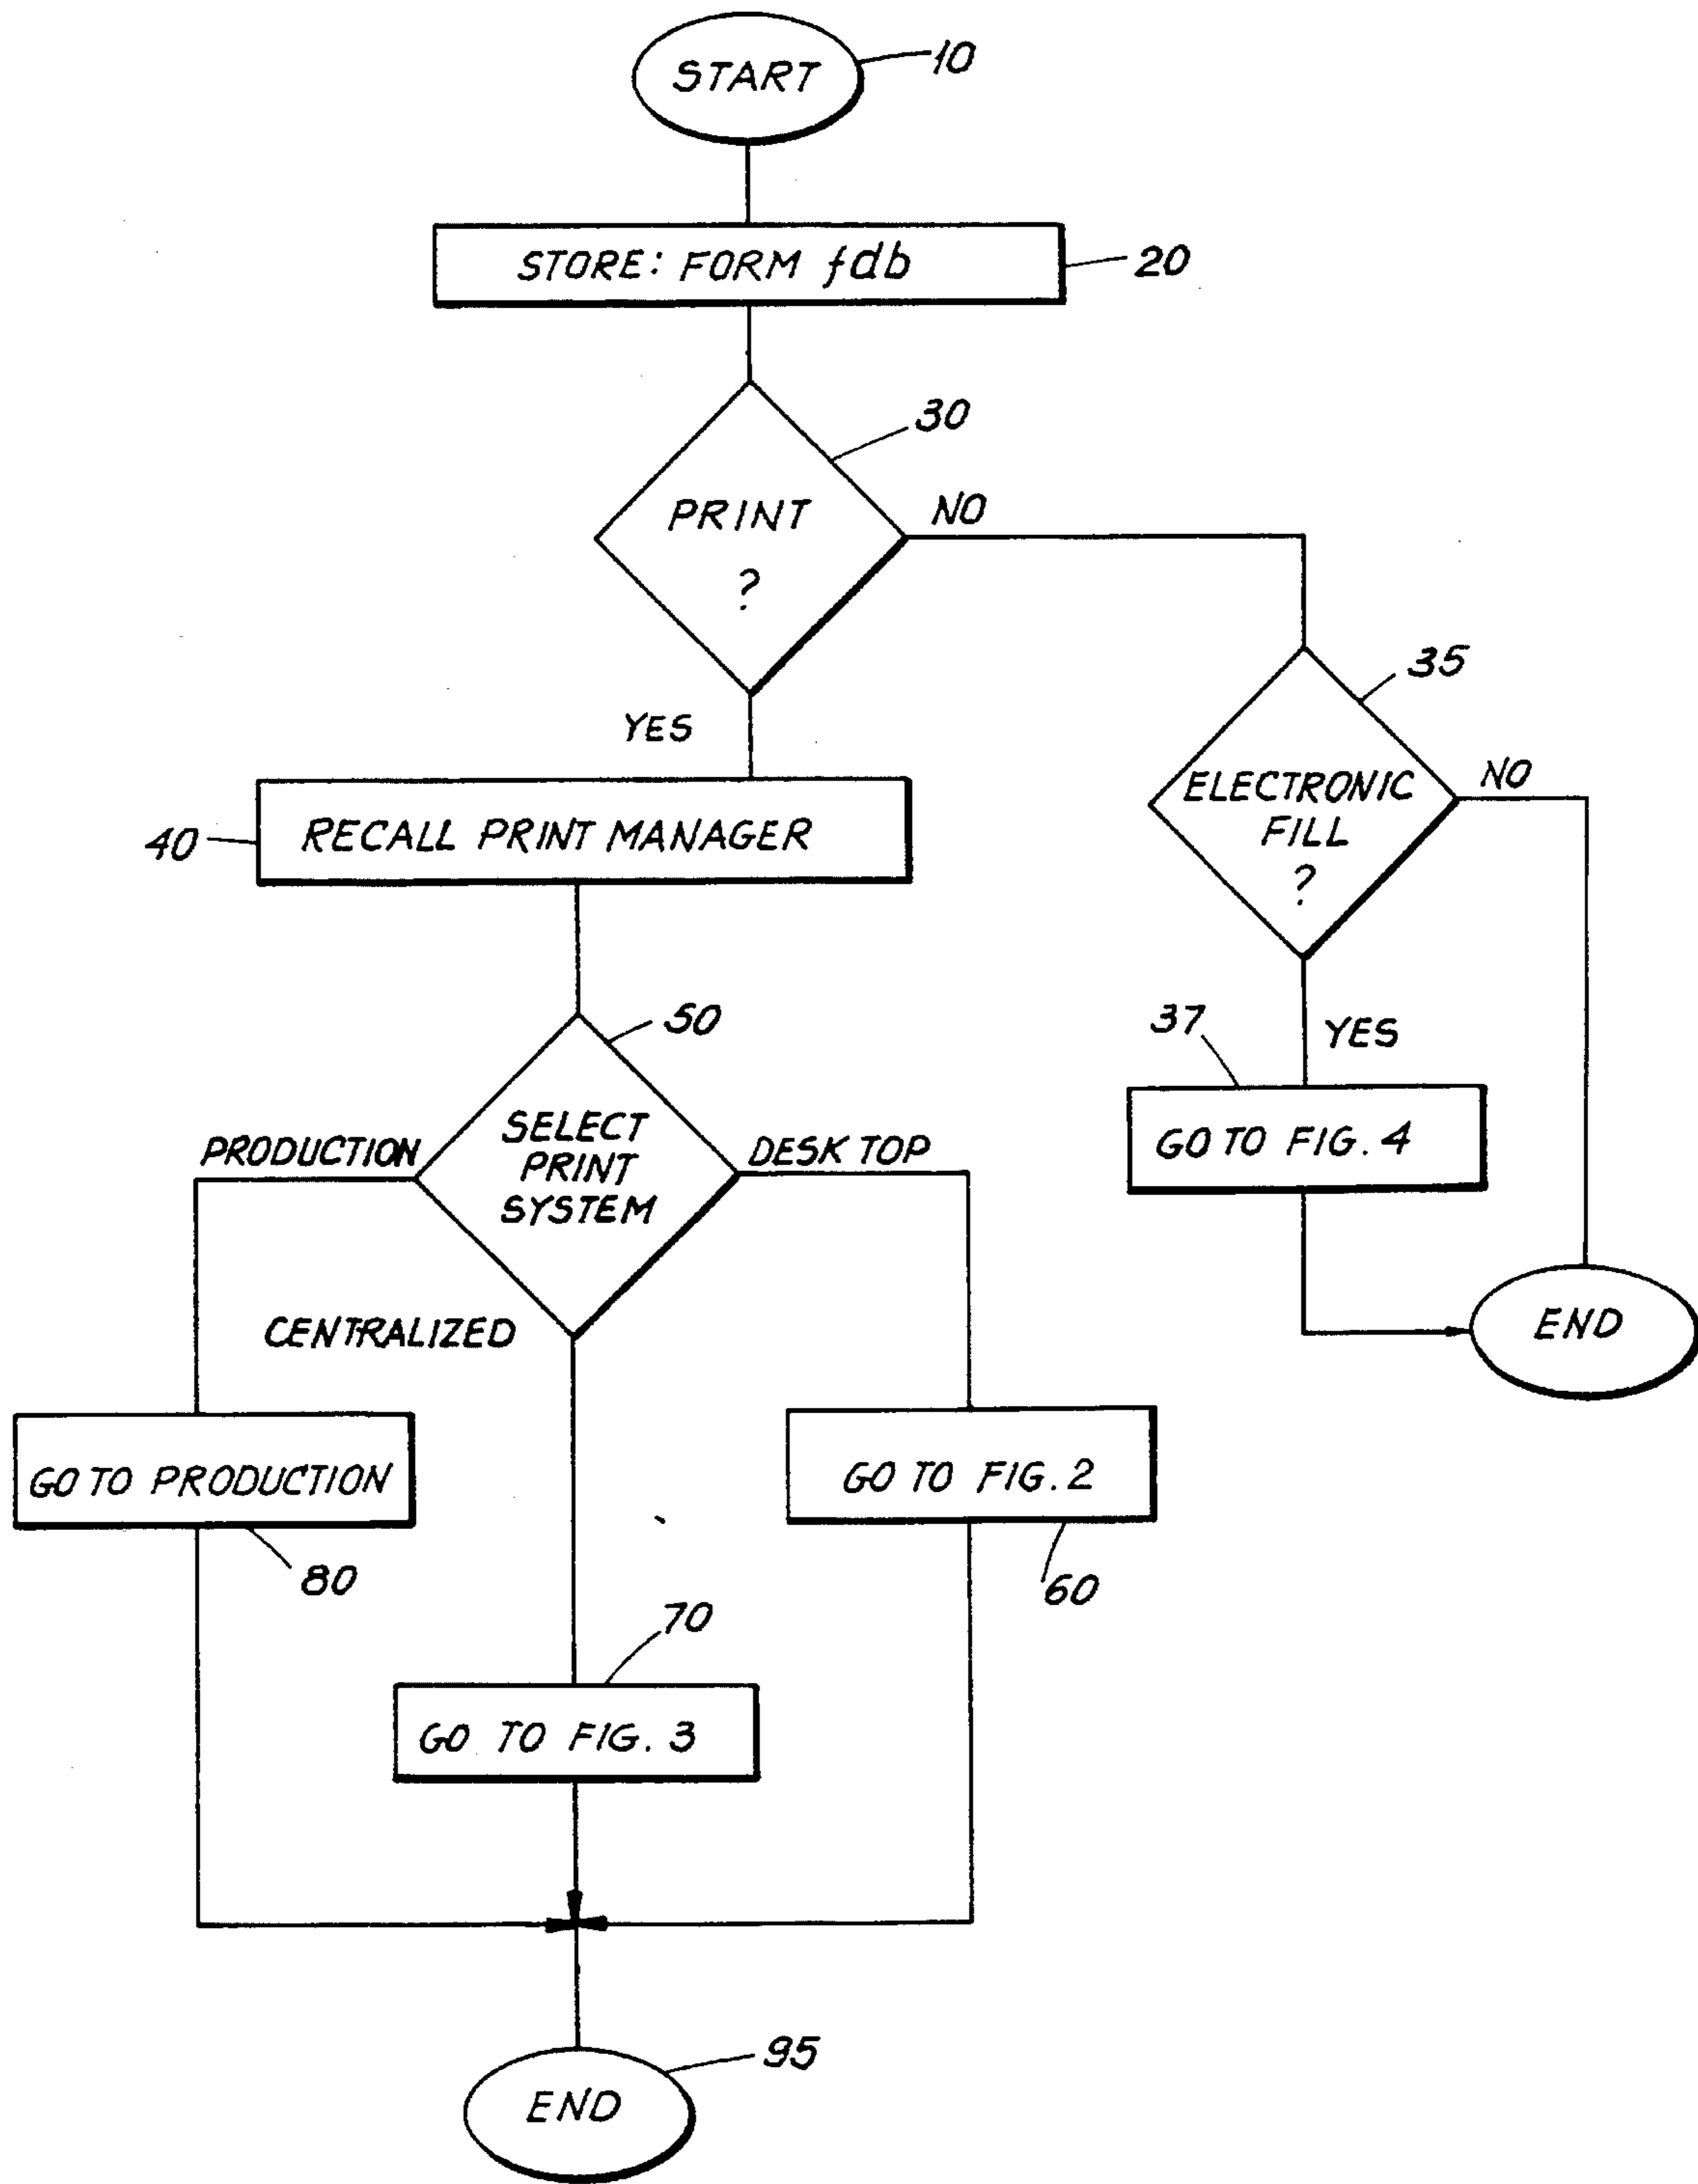 START
10
STORE: FORM fdb
20
30
PRINT
?
NO
YES
35
ELECTRONIC
FILL
?
NO
40
RECALL PRINT MANAGER
50
37
YES
SELECT
PRINT
SYSTEM
PRODUCTION
DESK TOP
GO TO FIG. 4
CENTRALIZED
END
GO TO PRODUCTION
GO TO FIG. 2
80
60
70
GO TO FIG. 3
95
END